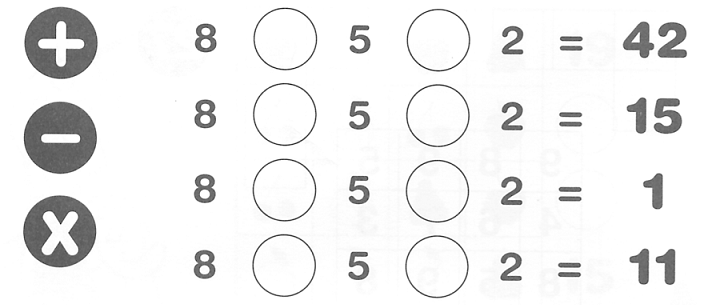 +
8 5 2 = 42
8 5 2 = 15
−
8 5 2 = 1
×
8 5 2 = 11